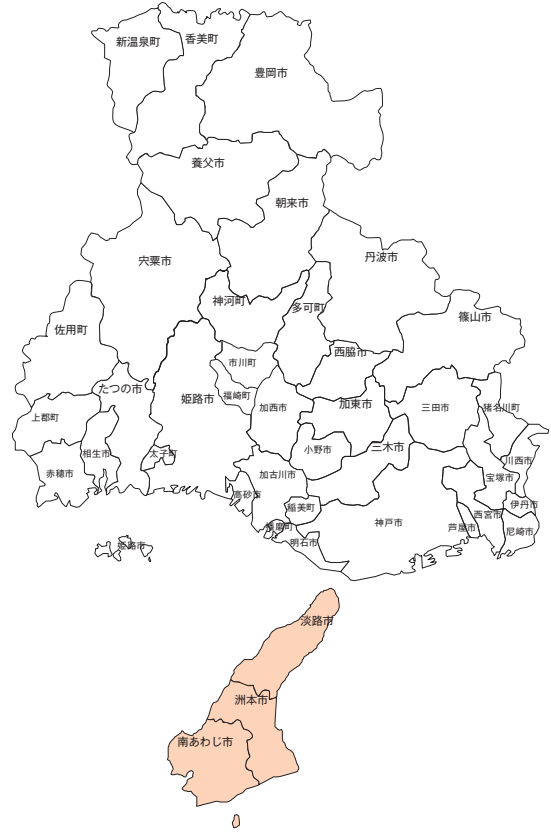 新温泉町
香美町
豊岡市
養父市
朝来市
宍粟市
丹波市
神河町
多可町
篠山市
佐用町
西脇市
市川町
たつの市
福崎町
姫路市
加西市
加東市
三田市
猪名川町
上郡町
小野市
三木市
相生市
太子町
川西市
赤穂市
加古川市
宝塚市
高砂市
稲美町
伊丹市
西宮市
神戸市
播磨町
芦屋市
尼崎市
明石市
姫路市
淡路市
洲本市
南あわじ市